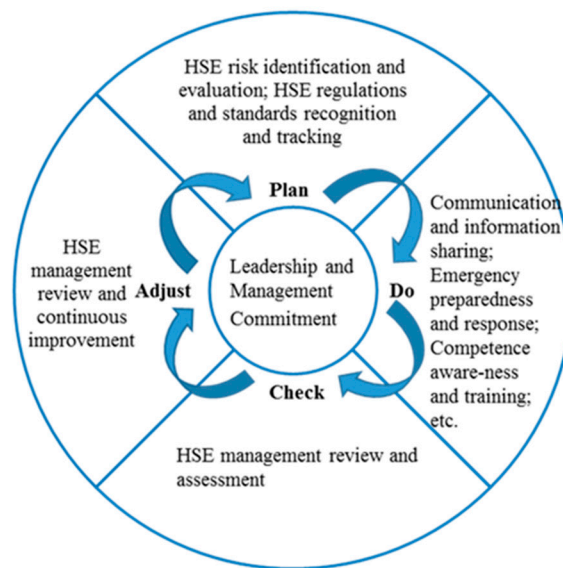 HSE risk identification and
evaluation; HSE regulations
and standards recognition
and tracking
Plan
Communication
and information
sharing;
Emergency
preparedness
and response;
Competence
aware-ness
and training;
etc.
Do
Leadership and
Management
Commitment
HSE
management
review and
continuous
improvement
Adjust
Check
HSE management review and
assessment